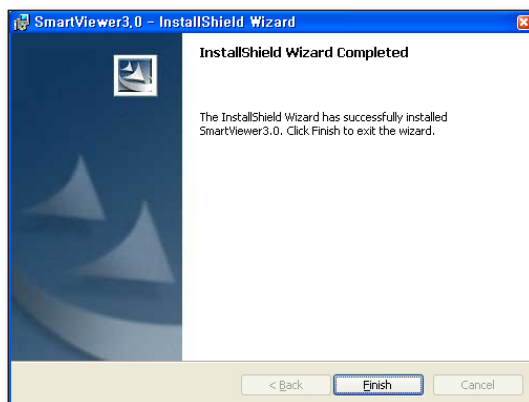 SmartViewer3,0 - InstallShield Wizard
InstallShield Wizard Completed
The InstallShield Wizard has successfully installed
SmartViewer3.0. Click Finish to exit the wizard.
< Back
Finish
Cancel